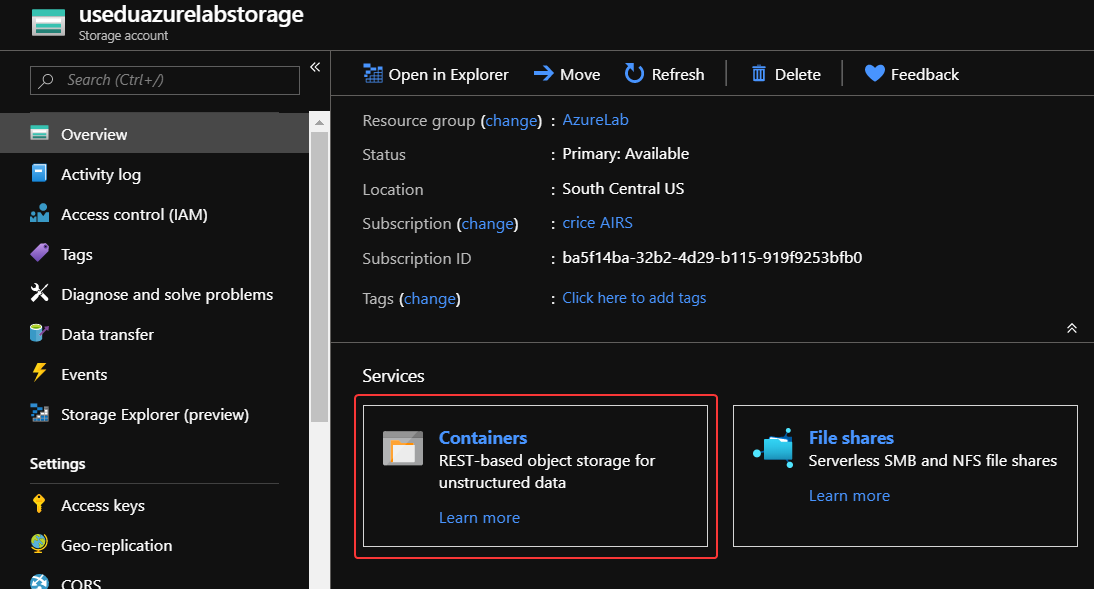 useduazurelabstorage
Storage account
Search (Ctrl+/)
«
Overview
Activity log
Access control (IAM)
Tags
Diagnose and solve problems
Data transfer
Events
Storage Explorer (preview)
Settings
Access keys
Geo-replication
CORS
Open in Explorer Move Refresh Delete Feedback
Resource group (change) : AzureLab
Status : Primary: Available
Location : South Central US
Subscription (change) : crice AIRS
Subscription ID : ba5f14ba-32b2-4d29-b115-919f9253bfb0
Tags (change) : Click here to add tags
Services
Containers
REST-based object storage for
unstructured data
Learn more
File shares
Serverless SMB and NFS file shares
Learn more